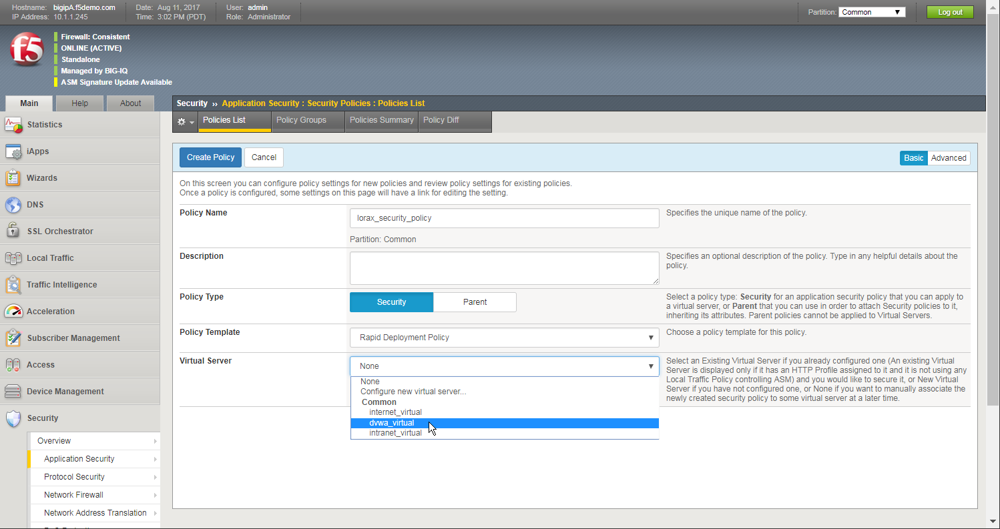 Hostname: bigipA.f5demo.com Date: Aug 11, 2017 User: admin
IP Address: 10.1.1.245 Time: 3:02 PM (PDT) Role: Administrator
Partition: Common Log out
f5
Firewall: Consistent
ONLINE (ACTIVE)
Standalone
Managed by BIG-IQ
ASM Signature Update Available
Main Help About
Security ›› Application Security : Security Policies : Policies List
Policies List Policy Groups Policies Summary Policy Diff
Statistics
iApps
Wizards
DNS
SSL Orchestrator
Local Traffic
Traffic Intelligence
Acceleration
Subscriber Management
Access
Device Management
Security
Overview
Application Security
Protocol Security
Network Firewall
Network Address Translation
Create Policy Cancel Basic Advanced
On this screen you can configure policy settings for new policies and review policy settings for existing policies.
Once a policy is configured, some settings on this page will have a link for editing the setting.
Policy Name
lorax_security_policy
Partition: Common
Specifies the unique name of the policy.
Description
Specifies an optional description of the policy. Type in any helpful details about the
policy.
Policy Type
Security Parent
Select a policy type: Security for an application security policy that you can apply to
a virtual server, or Parent that you can use in order to attach Security policies to it,
inheriting its attributes. Parent policies cannot be applied to Virtual Servers.
Policy Template
Rapid Deployment Policy
Choose a policy template for this policy.
Virtual Server
None
None
Configure new virtual server...
Common
internet_virtual
dvwa_virtual
intranet_virtual
Select an Existing Virtual Server if you already configured one (An existing Virtual
Server is displayed only if it has an HTTP Profile assigned to it and it is not using any
Local Traffic Policy controlling ASM) and you would like to secure it, or New Virtual
Server if you have not configured one, or None if you want to manually associate the
newly created security policy to some virtual server at a later time.